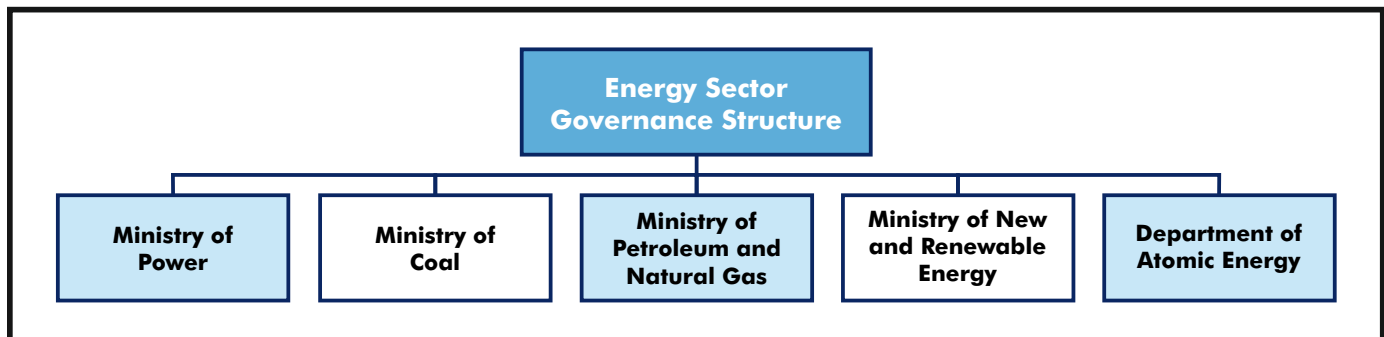 Energy Sector
Governance Structure
Ministry of
Power
Ministry of
Coal
Ministry of
Petroleum and
Natural Gas
Ministry of New
and Renewable
Energy
Department of
Atomic Energy